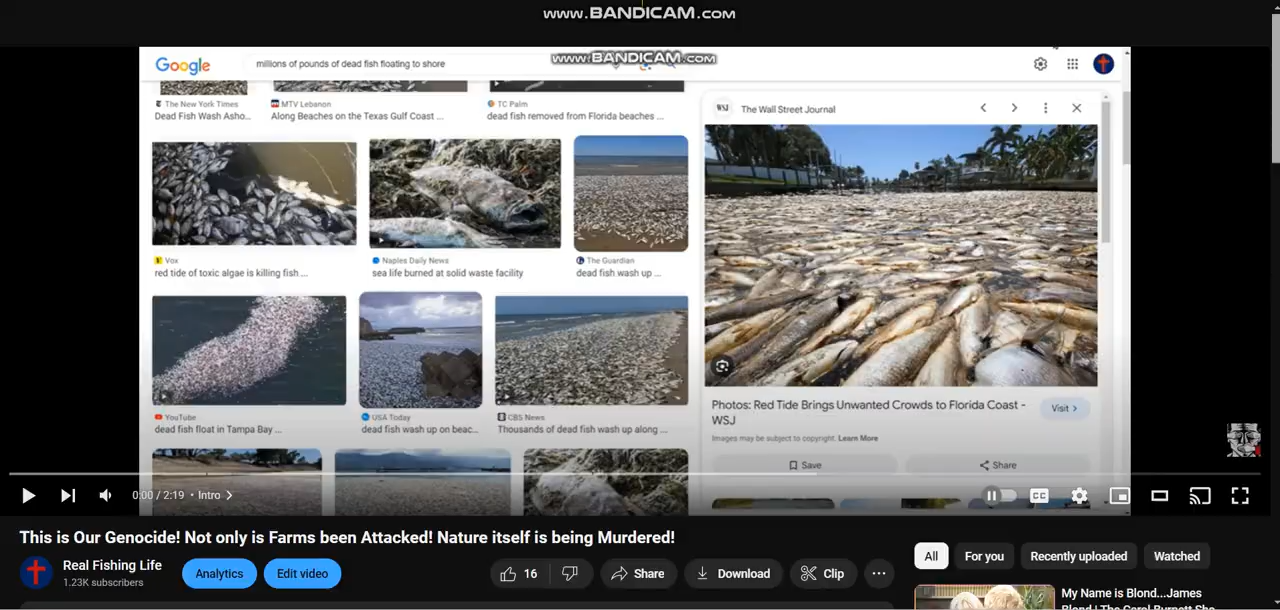 www.BANDICAM.com
Google
millions of pounds of dead fish floating to shore
www.BANDICAM.com
The New York Times
Dead Fish Wash Asho...
MTV Lebanon
Along Beaches on the Texas Gulf Coast ...
TC Palm
dead fish removed from Florida beaches ...
WSJ
The Wall Street Journal
Vox
red tide of toxic algae is killing fish ...
Naples Daily News
sea life burned at solid waste facility
The Guardian
dead fish wash up ...
YouTube
dead fish float in Tampa Bay ...
USA Today
dead fish wash up on beac...
CBS News
Thousands of dead fish wash up along ...
Photos: Red Tide Brings Unwanted Crowds to Florida Coast -
WSJ
Visit >
Images may be subject to copyright. Learn More
Save
Share
0:00 / 2:19 • Intro >
CC
This is Our Genocide! Not only is Farms been Attacked! Nature itself is being Murdered!
Real Fishing Life
1.23K subscribers
Analytics
Edit video
16
Share
Download
Clip
...
All
For you
Recently uploaded
Watched
My Name is Blond...James
Blond | The Carol Burnett Sho